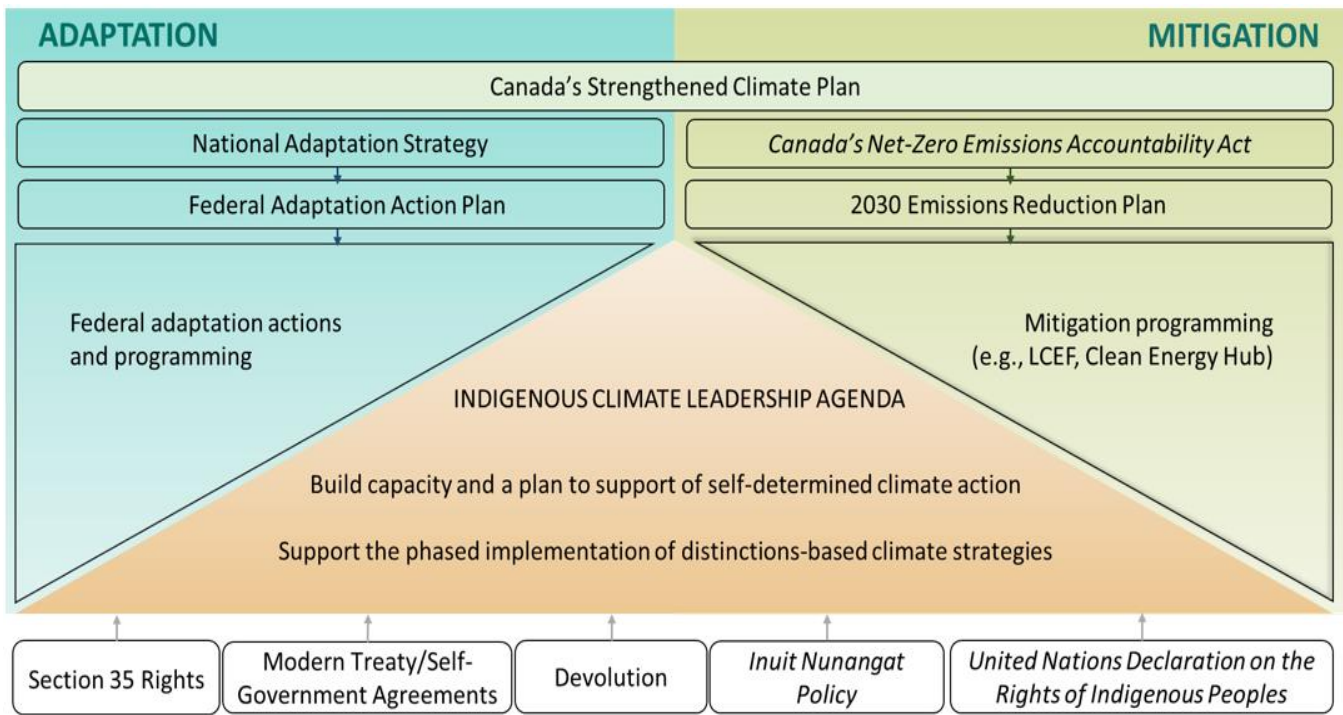 ADAPTATION
MITIGATION
Canada's Strengthened Climate Plan
National Adaptation Strategy
Canada's Net-Zero Emissions Accountability Act
Federal Adaptation Action Plan
2030 Emissions Reduction Plan
Federal adaptation actions
and programming
Mitigation programming
(e.g., LCEF, Clean Energy Hub)
INDIGENOUS CLIMATE LEADERSHIP AGENDA
Build capacity and a plan to support of self-determined climate action
Support the phased implementation of distinctions-based climate strategies
Section 35 Rights
Modern Treaty/Self-
Government Agreements
Devolution
Inuit Nunangat
Policy
United Nations Declaration on the
Rights of Indigenous Peoples